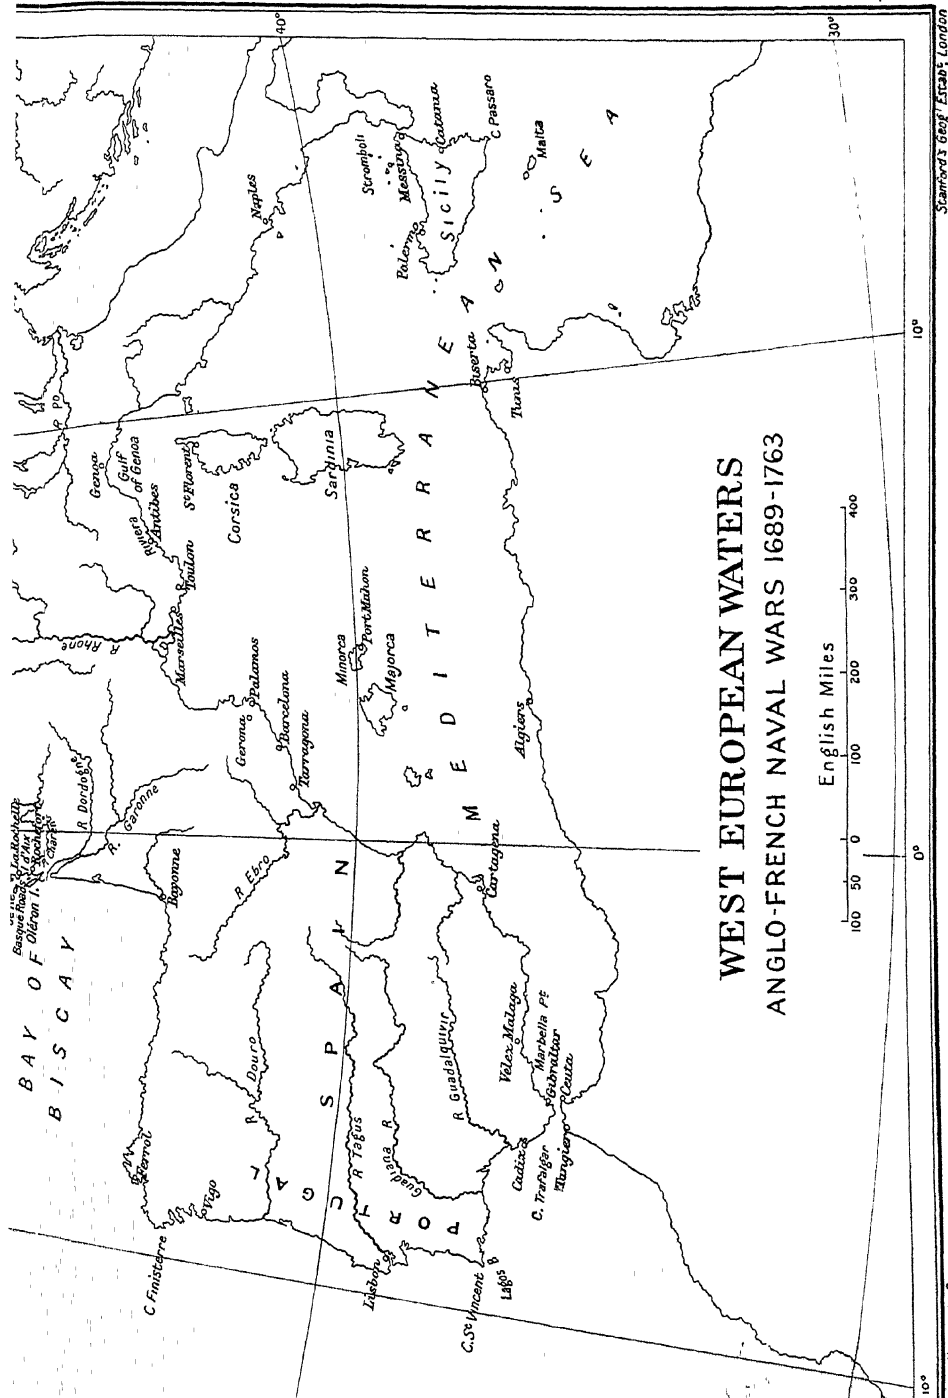 WEST EUROPEAN WATERS
ANGLO-FRENCH NAVAL WARS 1689-1763
English Miles
100 50 0 100 200 300 400
BAY OF
BISCAY
Basque Roads
I. d'Aix
La Rochelle
Rochefort
Oléron I.
R Dordogne
R. Garonne
Bayonne
Ferrol
C Finisterre
Vigo
R Douro
R Ebro
SPAIN
PORTUGAL
R Tagus
Lisbon
Guadiana R
R Guadalquivir
C. St Vincent
Lagos B
Cadiz
C. Trafalgar
Tangier
Ceuta
Gibraltar
Marbella Pt
Velez Malaga
Cartagena
Tarragona
Barcelona
Gerona
Palamos
Minorca
Port Mahon
Majorca
MEDITERRANEAN SEA
Algiers
R Rhone
Marseilles
Toulon
Antibes
Riviera
Genoa
Gulf
of Genoa
R Po
St Florent
Corsica
Sardinia
Biserta
Tunis
Naples
Stromboli
Messina
Palermo
Sicily
Catania
C Passaro
Malta
40°
30°
10°
0°
10°
Stanford's Geogl Estabt, London